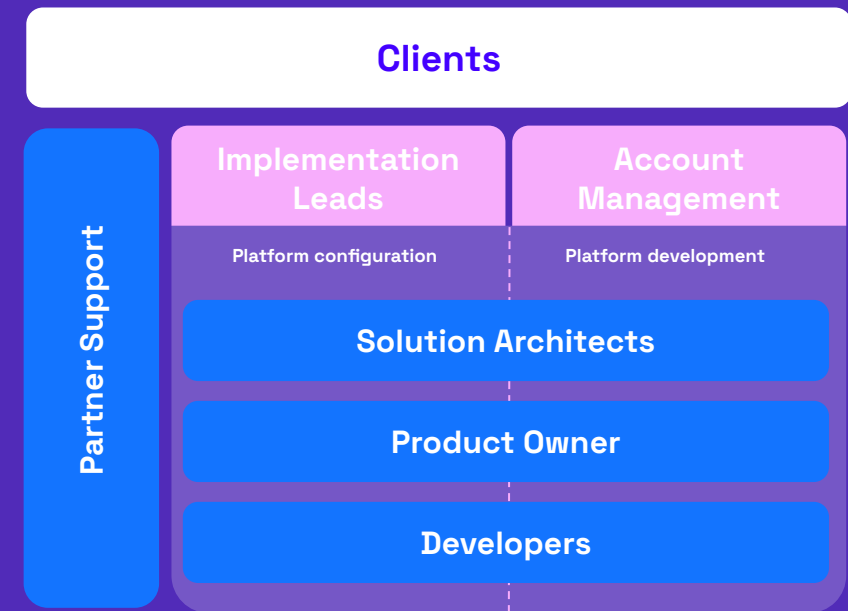 Clients
Partner Support
Implementation
Leads
Account
Management
Platform configuration
Platform development
Solution Architects
Product Owner
Developers